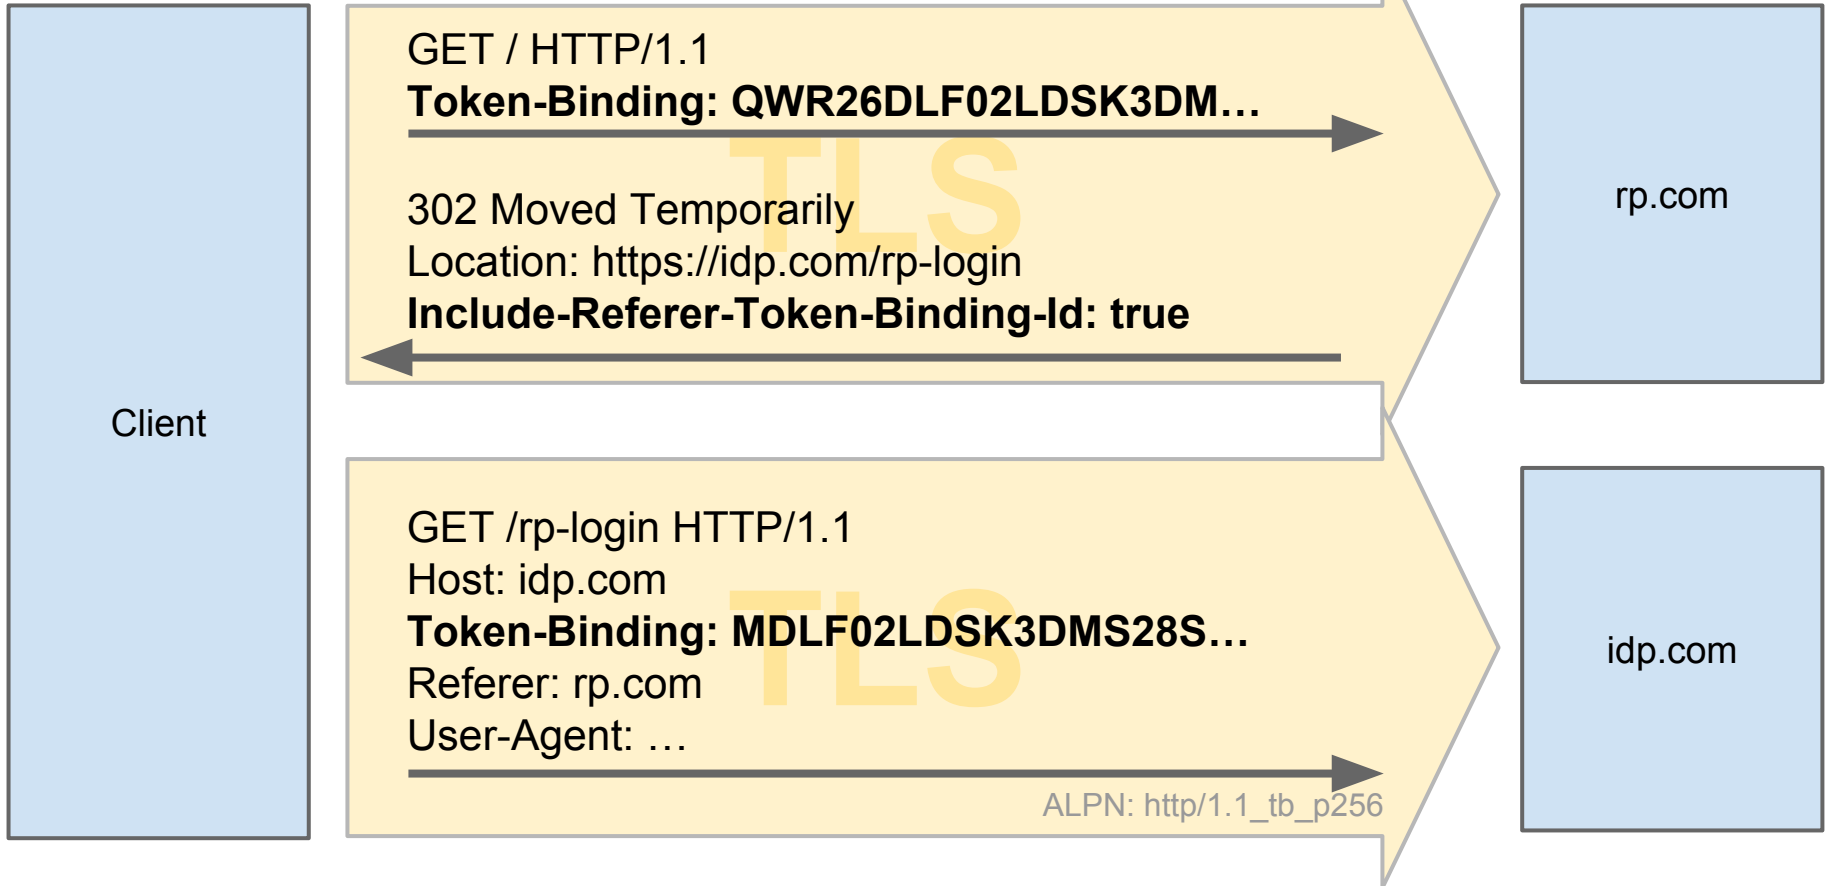 Client
GET / HTTP/1.1
Token-Binding: QWR26DLF02LDSK3DM…
TLS
302 Moved Temporarily
Location: https://idp.com/rp-login
Include-Referer-Token-Binding-Id: true
rp.com
GET /rp-login HTTP/1.1
Host: idp.com
Token-Binding: MDLF02LDSK3DMS28S…
TLS
Referer: rp.com
User-Agent: …
ALPN: http/1.1_tb_p256
idp.com